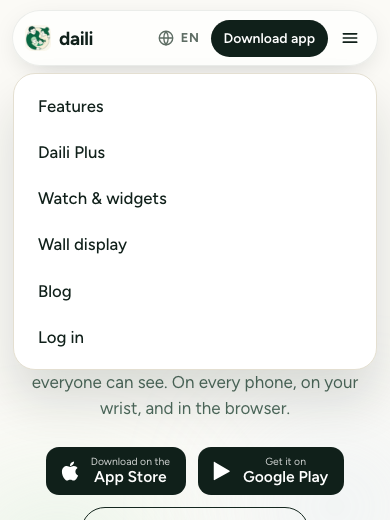 daili
EN
Download app
Features
Daili Plus
Watch & widgets
Wall display
Blog
Log in
everyone can see. On every phone, on your
wrist, and in the browser.
Download on the
App Store
Get it on
Google Play